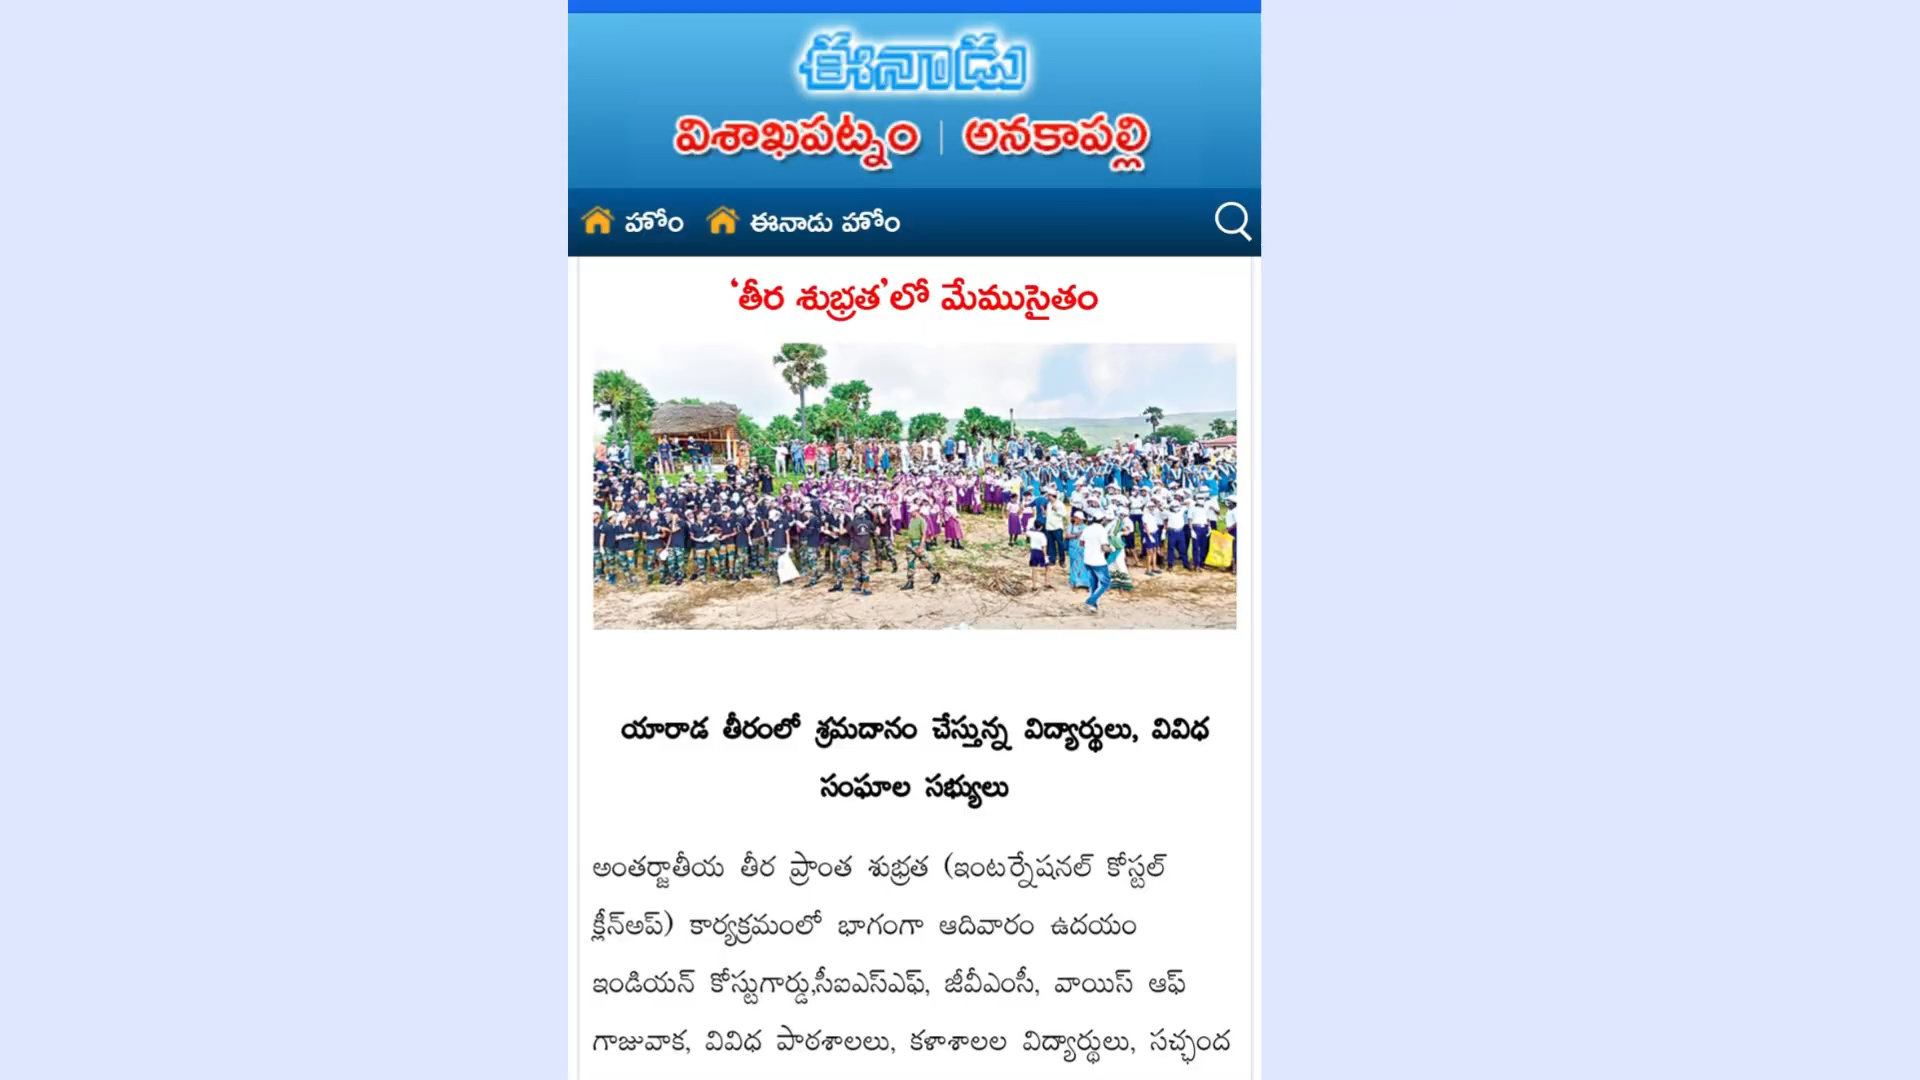 ఈనాడు
విశాఖపట్నం | అనకాపల్లి
హోం ఈనాడు హోం
‘తీర శుభ్రత’లో మేముసైతం
యారాడ తీరంలో శ్రమదానం చేస్తున్న విద్యార్థులు, వివిధ
సంఘాల సభ్యులు
అంతర్జాతీయ తీర ప్రాంత శుభ్రత (ఇంటర్నేషనల్ కోస్టల్
క్లీన్‌అప్) కార్యక్రమంలో భాగంగా ఆదివారం ఉదయం
ఇండియన్ కోస్టుగార్డు,సీఐఎస్ఎఫ్, జీవీఎంసీ, వాయిస్ ఆఫ్
గాజువాక, వివిధ పాఠశాలలు, కళాశాలల విద్యార్థులు, సచ్ఛంద